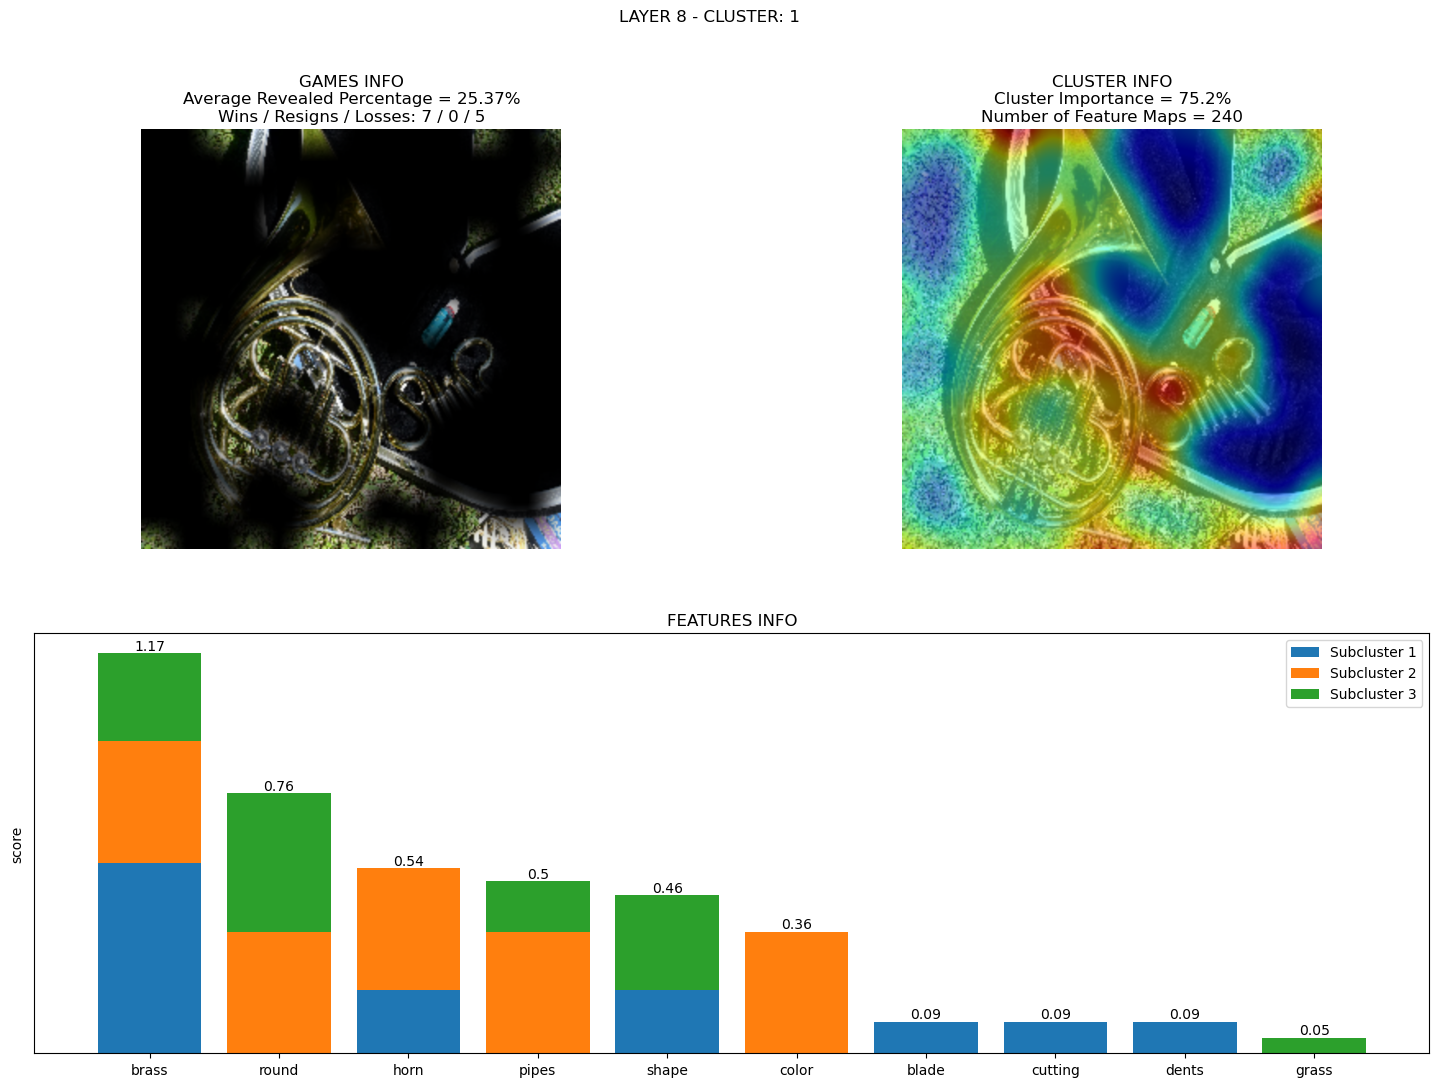 LAYER 8 - CLUSTER: 1
GAMES INFO
Average Revealed Percentage = 25.37%
Wins / Resigns / Losses: 7 / 0 / 5
CLUSTER INFO
Cluster Importance = 75.2%
Number of Feature Maps = 240
FEATURES INFO
score
1.17
0.76
0.54
0.5
0.46
0.36
0.09
0.09
0.09
0.05
Subcluster 1
Subcluster 2
Subcluster 3
brass
round
horn
pipes
shape
color
blade
cutting
dents
grass